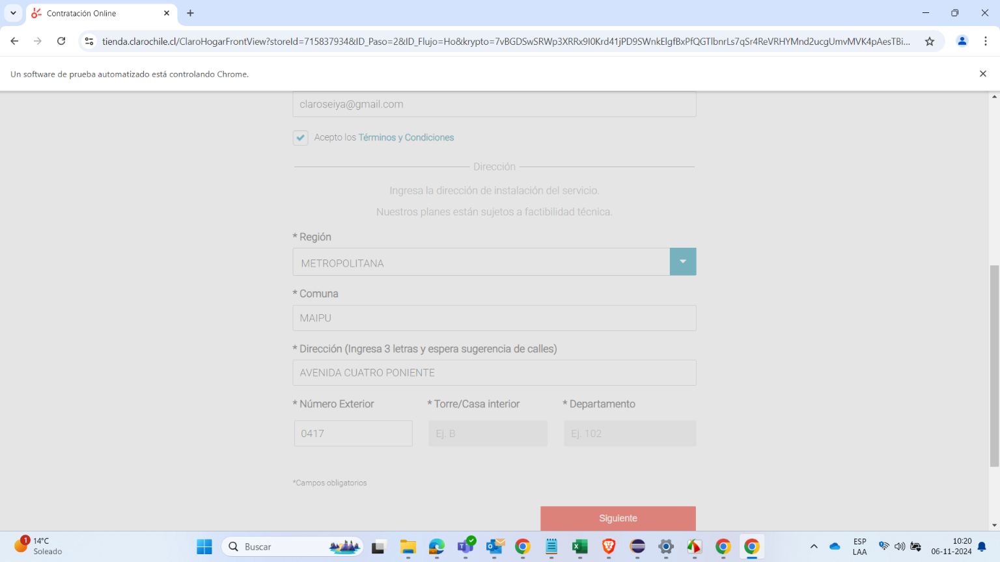 Contratación Online
tienda.clarochile.cl/ClaroHogarFrontView?storeId=715837934&ID_Paso=2&ID_Flujo=Ho&krypto=7vBGDSwSRWp3XRRx9I0Krd41jPD9SWnkElgfBxPfQGTlbnrLs7qSr4ReVRHYMnd2ucgUmvMVK4pAesTBi...
Un software de prueba automatizado está controlando Chrome.
claroseiya@gmail.com
Acepto los Términos y Condiciones
Dirección
Ingresa la dirección de instalación del servicio.
Nuestros planes están sujetos a factibilidad técnica.
* Región
METROPOLITANA
* Comuna
MAIPU
* Dirección (Ingresa 3 letras y espera sugerencia de calles)
AVENIDA CUATRO PONIENTE
* Número Exterior * Torre/Casa interior * Departamento
0417 Ej. B Ej. 102
*Campos obligatorios
Siguiente
1
14°C
Soleado
Buscar
ESP
LAA
10:20
06-11-2024